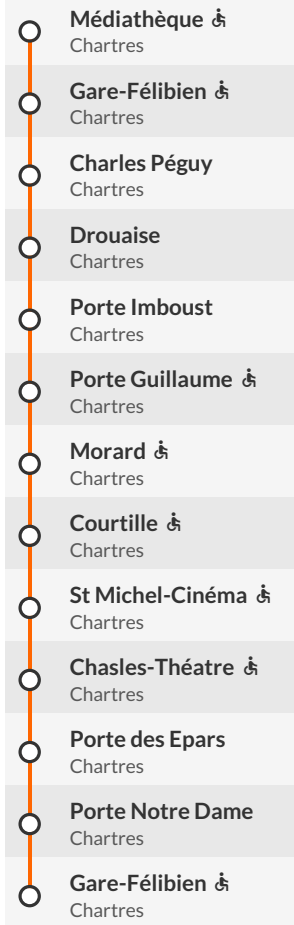 Médiathèque
Chartres
Gare-Félibien
Chartres
Charles Péguy
Chartres
Drouaise
Chartres
Porte Imboust
Chartres
Porte Guillaume
Chartres
Morard
Chartres
Courtille
Chartres
St Michel-Cinéma
Chartres
Chasles-Théatre
Chartres
Porte des Epars
Chartres
Porte Notre Dame
Chartres
Gare-Félibien
Chartres